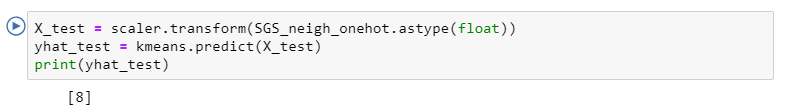 X_test = scaler.transform(SGS_neigh_onehot.astype(float))
yhat_test = kmeans.predict(X_test)
print(yhat_test)
[8]